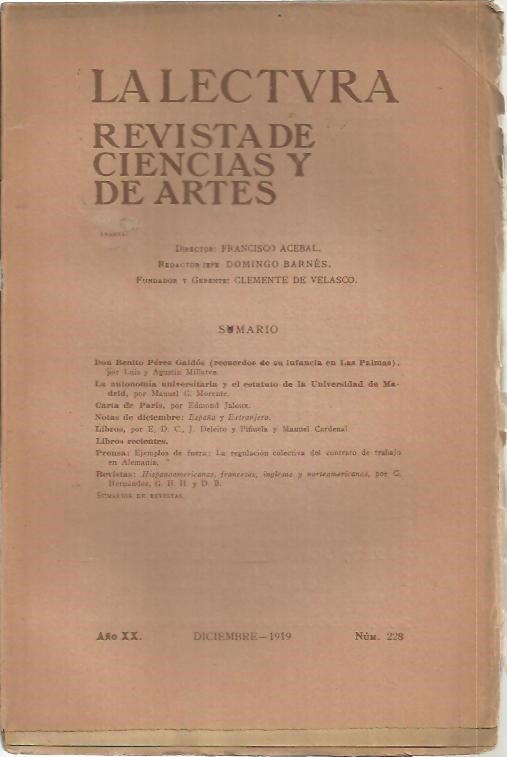 LA LECTVRA
REVISTA DE
CIENCIAS Y
DE ARTES
DIRECTOR: FRANCISCO ACEBAL.
REDACTOR JEFE DOMINGO BARNÉS.
FUNDADOR Y GERENTE: CLEMENTE DE VELASCO.
SUMARIO
Don Benito Pérez Galdós (recuerdos de su infancia en Las Palmas),
por Luis y Agustín Millares.
La autonomía universitaria y el estatuto de la Universidad de Ma-
drid, por Manuel G. Morente.
Carta de París, por Edmond Jaloux.
Notas de diciembre: España y Extranjero.
Libros, por E. D. C., J. Deleito y Piñuela y Manuel Cardenal.
Libros recientes.
Prensa: Ejemplos de fuera: La regulación colectiva del contrato de trabajo
en Alemania.
Revistas: Hispanoamericanas, francesas, inglesas y norteamericanas, por G.
Hernández, G. H. H. y D. B.
SUMARIOS DE REVISTAS
Año XX.
DICIEMBRE—1919
Núm. 228